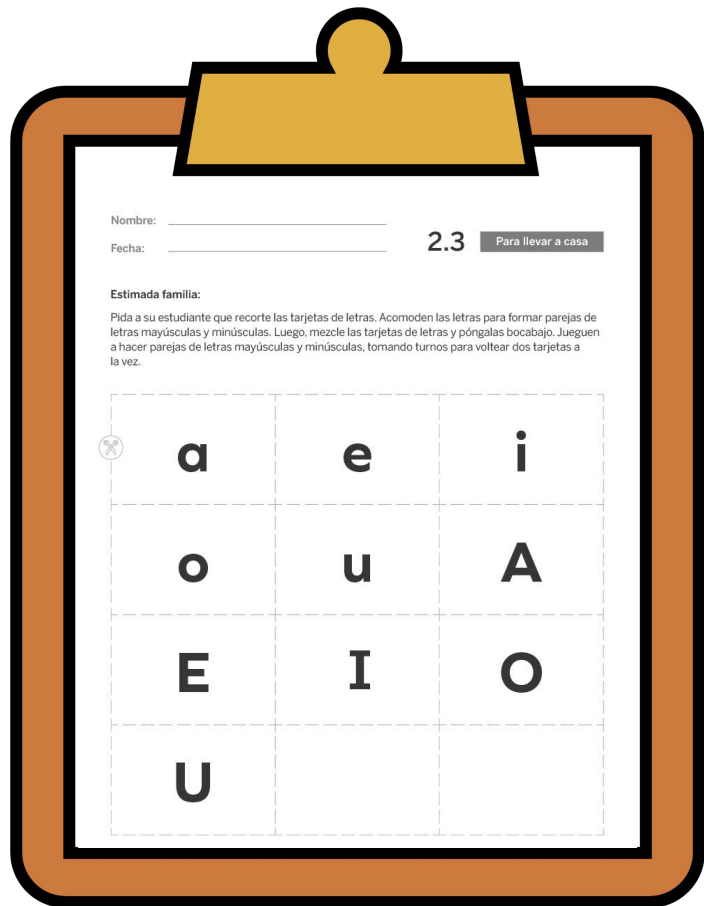 Nombre:
Fecha:
2.3 Para llevar a casa
Estimada familia:
Pida a su estudiante que recorte las tarjetas de letras. Acomoden las letras para formar parejas de
letras mayúsculas y minúsculas. Luego, mezcle las tarjetas de letras y póngalas bocabajo. Jueguen
a hacer parejas de letras mayúsculas y minúsculas, tomando turnos para voltear dos tarjetas a
la vez.
a e i
o u A
E I O
U